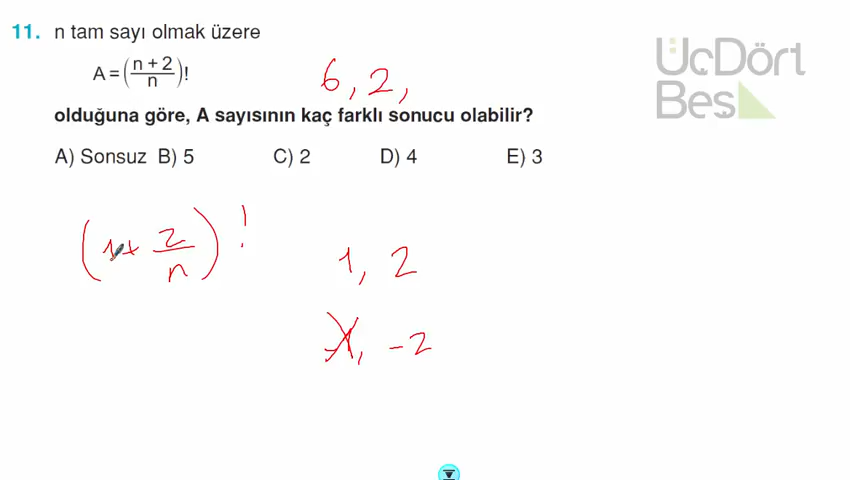 11. n tam sayı olmak üzere
A = (n + 2 / n)!
6, 2,
olduğuna göre, A sayısının kaç farklı sonucu olabilir?
A) Sonsuz B) 5 C) 2 D) 4 E) 3
ÜçDört
Beş
(1 + 2 / n)!
1, 2
-1, -2